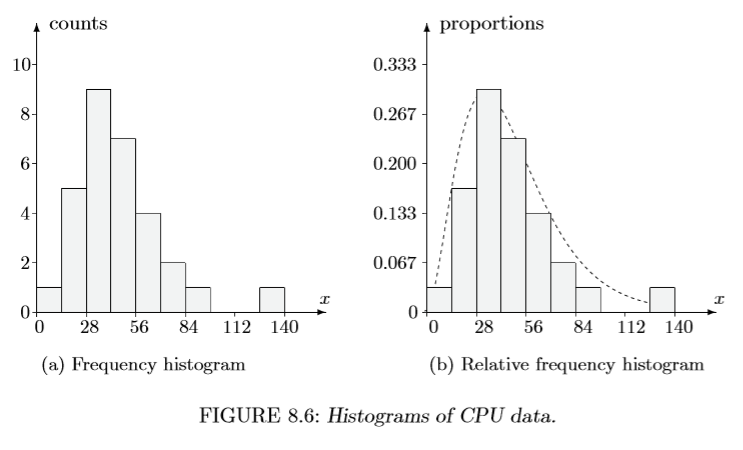 counts
10
8
6
4
2
0
0 28 56 84 112 140
x
(a) Frequency histogram
proportions
0.333
0.267
0.200
0.133
0.067
0
0 28 56 84 112 140
x
(b) Relative frequency histogram
FIGURE 8.6: Histograms of CPU data.